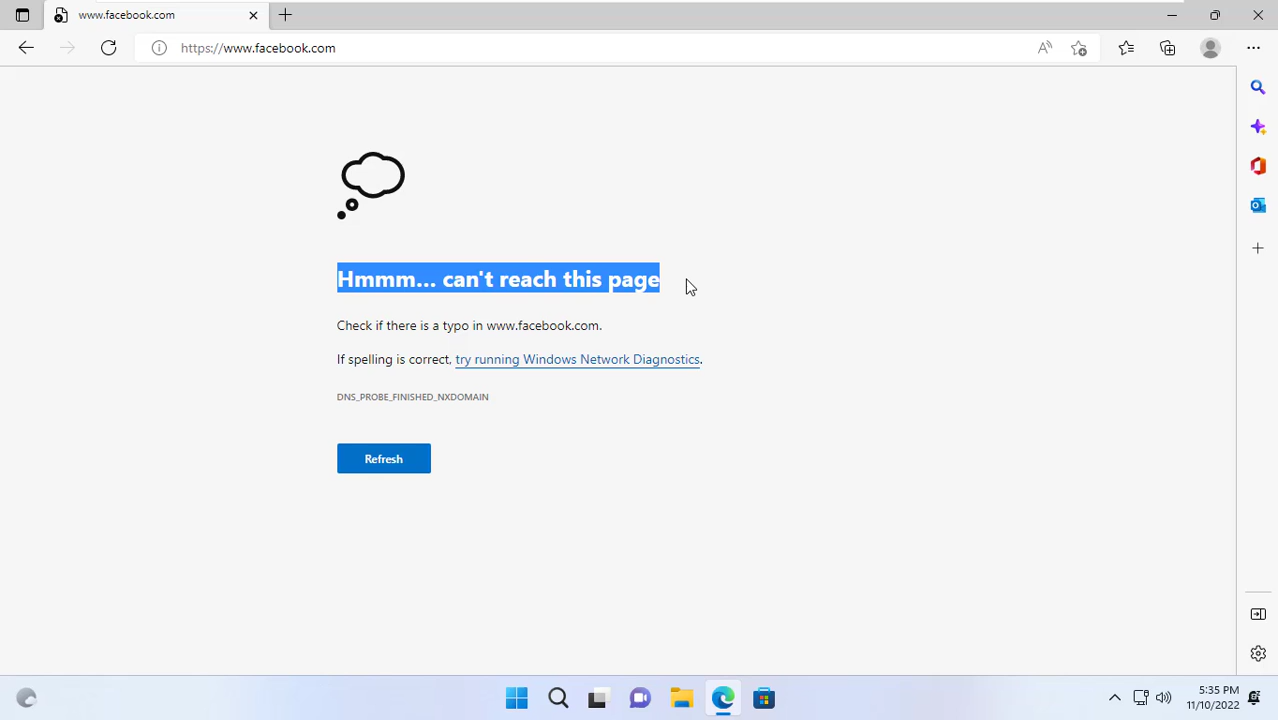 www.facebook.com
https://www.facebook.com
Hmmm... can't reach this page
Check if there is a typo in www.facebook.com.
If spelling is correct, try running Windows Network Diagnostics.
DNS_PROBE_FINISHED_NXDOMAIN
Refresh
5:35 PM
11/10/2022